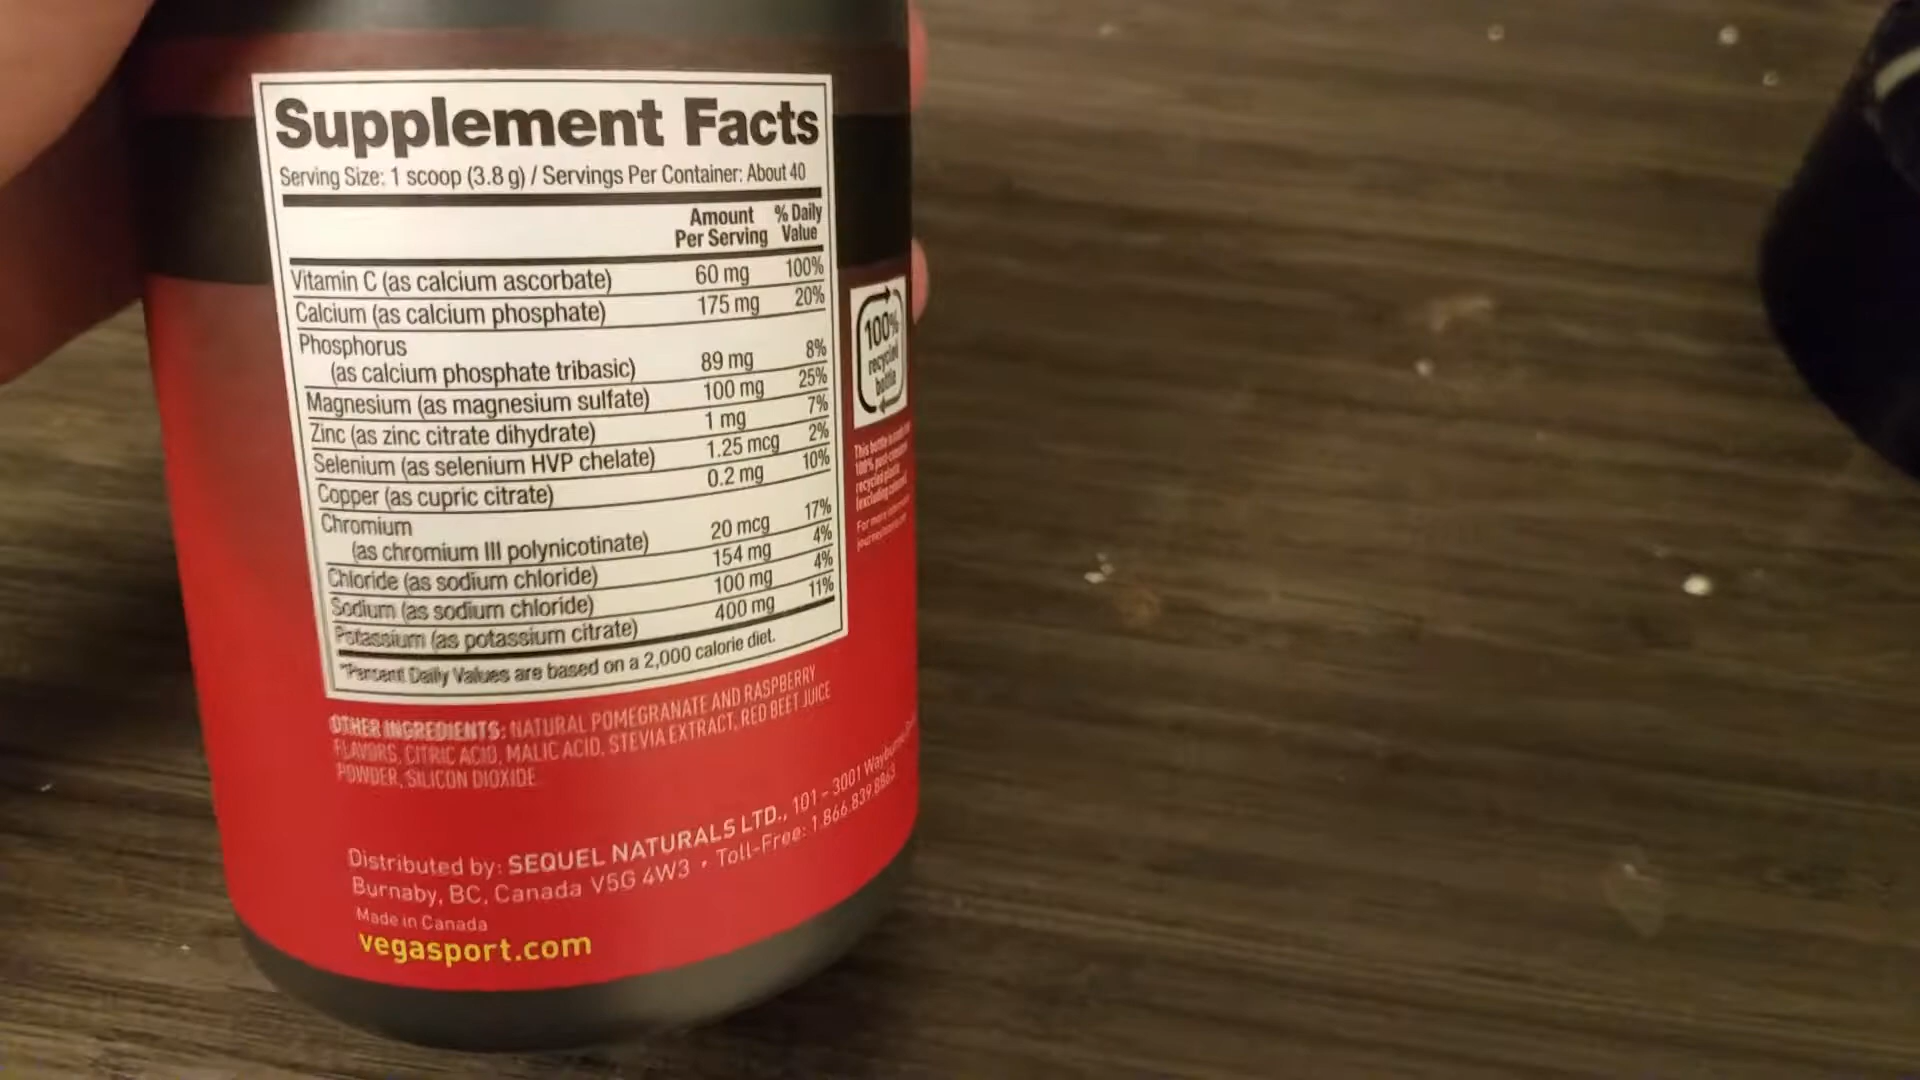 Supplement Facts
Serving Size: 1 scoop (3.8 g) / Servings Per Container: About 40
Amount Per Serving % Daily Value
Vitamin C (as calcium ascorbate) 60 mg 100%
Calcium (as calcium phosphate) 175 mg 20%
Phosphorus
(as calcium phosphate tribasic) 89 mg 8%
Magnesium (as magnesium sulfate) 100 mg 25%
Zinc (as zinc citrate dihydrate) 1 mg 7%
Selenium (as selenium HVP chelate) 1.25 mcg 2%
Copper (as cupric citrate) 0.2 mg 10%
Chromium
(as chromium III polynicotinate) 20 mcg 17%
Chloride (as sodium chloride) 154 mg 4%
Sodium (as sodium chloride) 100 mg 4%
Potassium (as potassium citrate) 400 mg 11%
*Percent Daily Values are based on a 2,000 calorie diet.
OTHER INGREDIENTS: NATURAL POMEGRANATE AND RASPBERRY
FLAVORS, CITRIC ACID, MALIC ACID, STEVIA EXTRACT, RED BEET JUICE
POWDER, SILICON DIOXIDE
Distributed by: SEQUEL NATURALS LTD., 101 - 3001
Burnaby, BC, Canada V5G 4W3 • Toll-Free: 1.866.839.8863
Made in Canada
vegasport.com
100%
recycled
bottle
This bottle is
100%
recycled plastic
For more